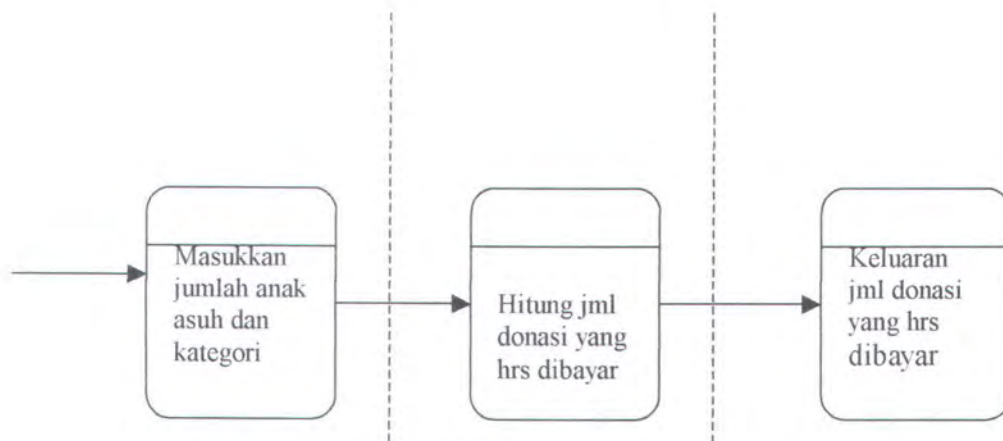 Masukkan
jumlah anak
asuh dan
kategori
Hitung jml
donasi yang
hrs dibayar
Keluaran
jml donasi
yang hrs
dibayar